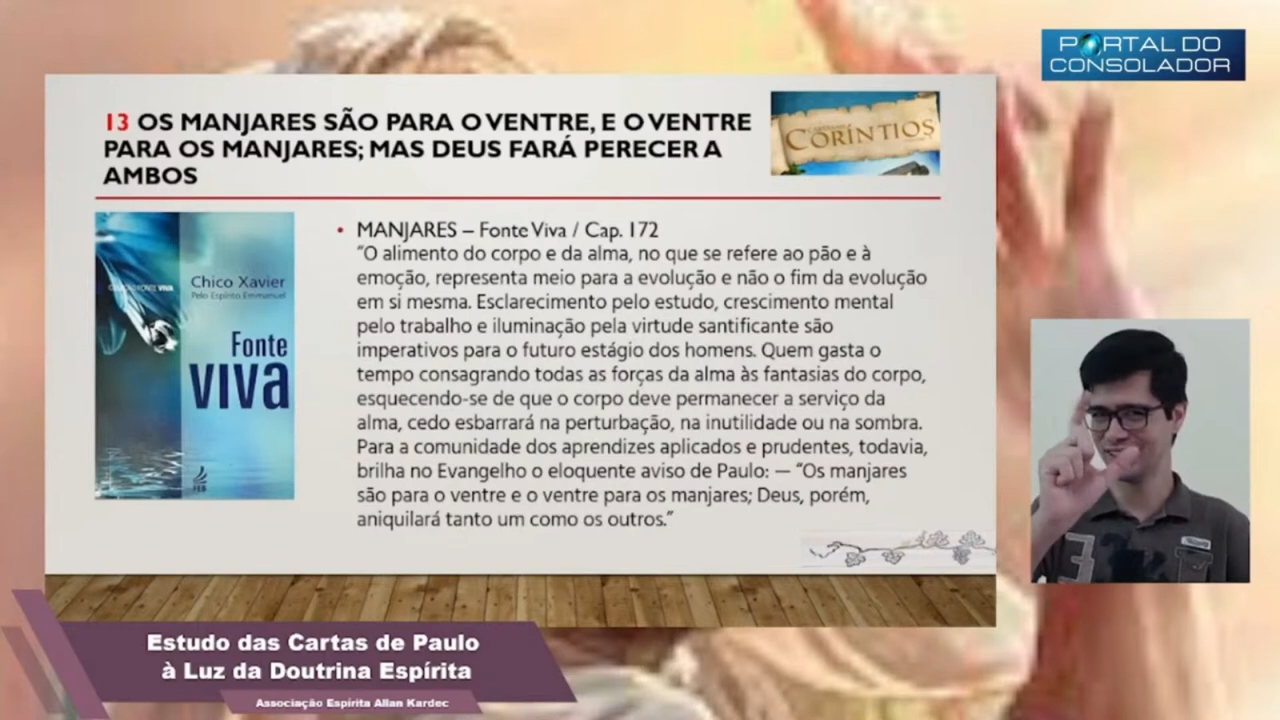 PORTAL DO
CONSOLADOR
13 OS MANJARES SÃO PARA O VENTRE, E O VENTRE
PARA OS MANJARES; MAS DEUS FARÁ PERECER A
AMBOS
CORÍNTIOS
Chico Xavier
Pelo Espírito Emmanuel
Fonte
VIVA
FEB
• MANJARES – Fonte Viva / Cap. 172
“O alimento do corpo e da alma, no que se refere ao pão e à
emoção, representa meio para a evolução e não o fim da evolução
em si mesma. Esclarecimento pelo estudo, crescimento mental
pelo trabalho e iluminação pela virtude santificante são
imperativos para o futuro estágio dos homens. Quem gasta o
tempo consagrando todas as forças da alma às fantasias do corpo,
esquecendo-se de que o corpo deve permanecer a serviço da
alma, cedo esbarrará na perturbação, na inutilidade ou na sombra.
Para a comunidade dos aprendizes aplicados e prudentes, todavia,
brilha no Evangelho o eloquente aviso de Paulo: — “Os manjares
são para o ventre e o ventre para os manjares; Deus, porém,
aniquilará tanto um como os outros.”
3
Estudo das Cartas de Paulo
à Luz da Doutrina Espírita
Associação Espírita Allan Kardec